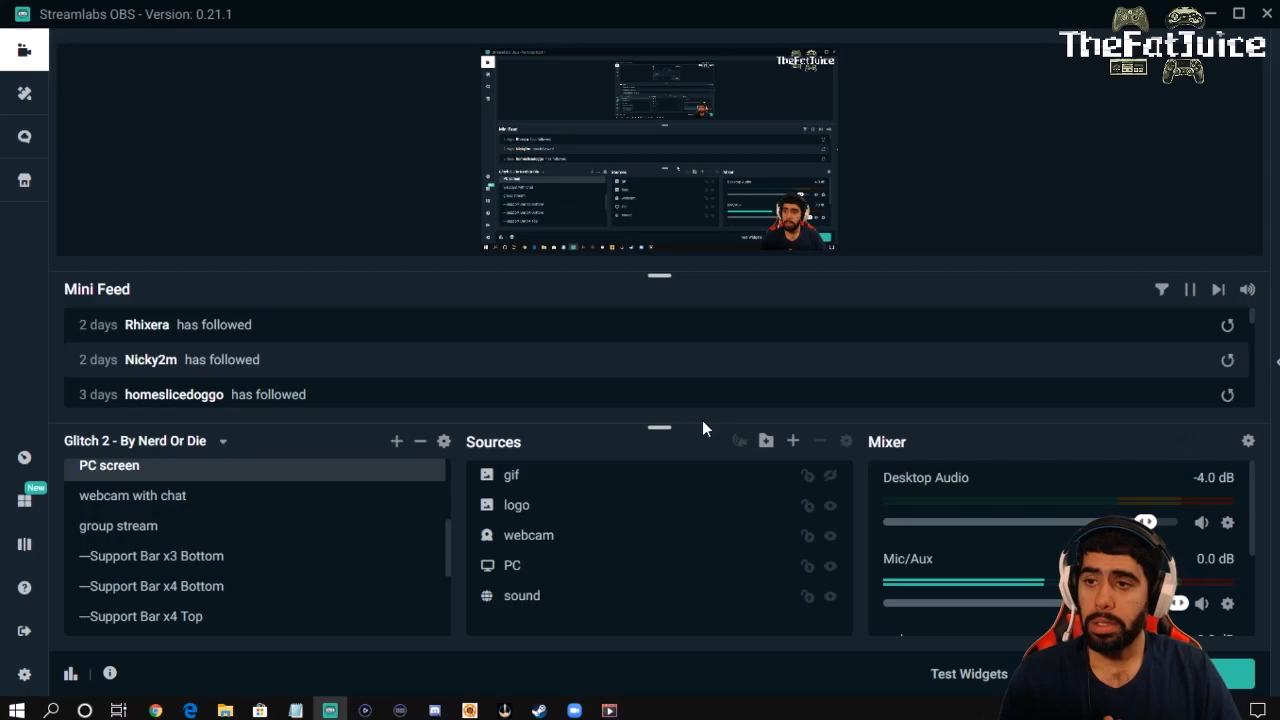 Streamlabs OBS - Version: 0.21.1
TheFatJuice
Mini Feed
2 days Rhixera has followed
2 days Nicky2m has followed
3 days homeslicedoggo has followed
Glitch 2 - By Nerd Or Die
PC screen
webcam with chat
group stream
—Support Bar x3 Bottom
—Support Bar x4 Bottom
—Support Bar x4 Top
New
Sources
gif
logo
webcam
PC
sound
Mixer
Desktop Audio -4.0 dB
Mic/Aux 0.0 dB
Test Widgets